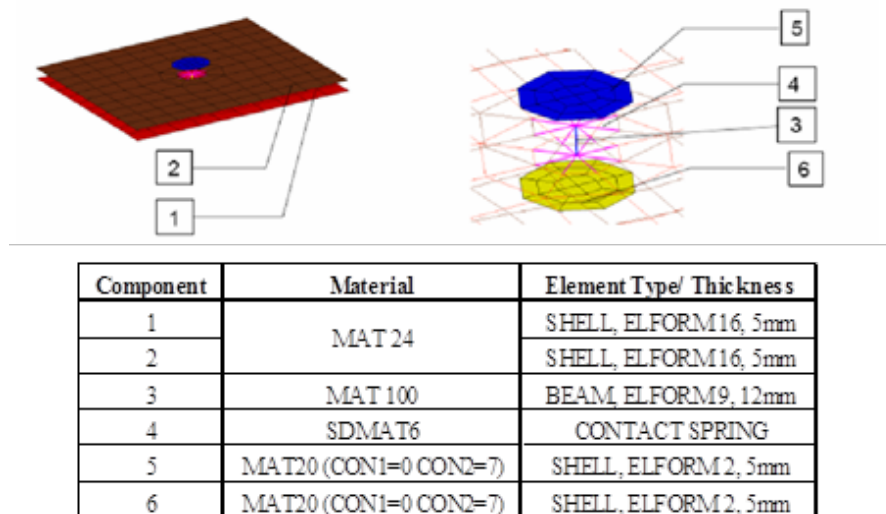 5
4
3
6
2
1
Component Material Element Type/ Thickness
1 MAT 24 SHELL, ELFORM 16, 5mm
2 SHELL, ELFORM 16, 5mm
3 MAT 100 BEAM, ELFORM 9, 12mm
4 SDMAT6 CONTACT SPRING
5 MAT20 (CON1=0 CON2=7) SHELL, ELFORM 2, 5mm
6 MAT20 (CON1=0 CON2=7) SHELL, ELFORM 2, 5mm